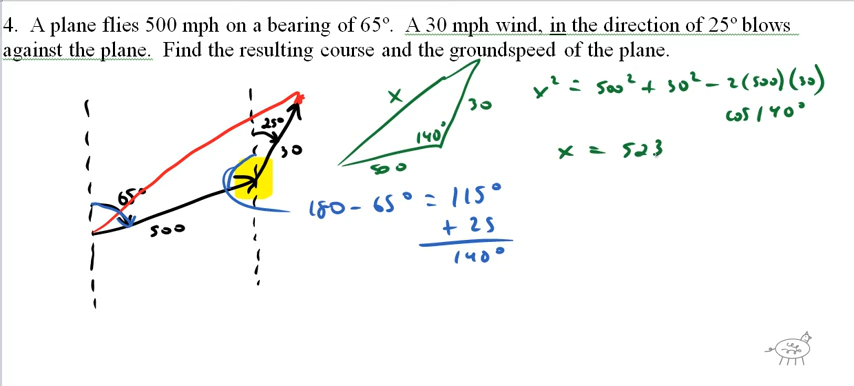 4. A plane flies 500 mph on a bearing of 65°. A 30 mph wind, in the direction of 25° blows
against the plane. Find the resulting course and the groundspeed of the plane.
x² = 500² + 30² - 2(500)(30)
cos 140°
x = 523
x
30
140°
500
25°
30
65°
500
180 - 65° = 115°
+ 25
140°